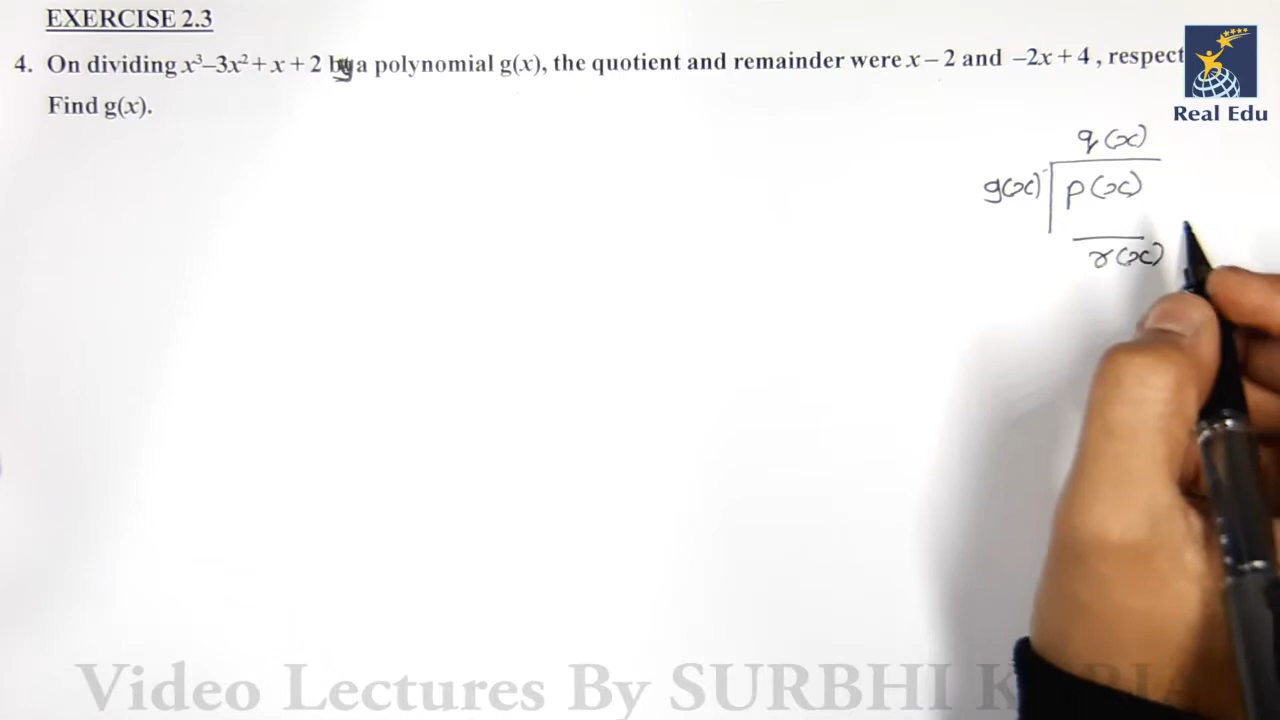 EXERCISE 2.3
4. On dividing x³–3x²+x+2 by a polynomial g(x), the quotient and remainder were x–2 and –2x+4, respect
Find g(x).
Real Edu
q(x)
g(x) p(x)
r(x)
Video Lectures By SURBHI